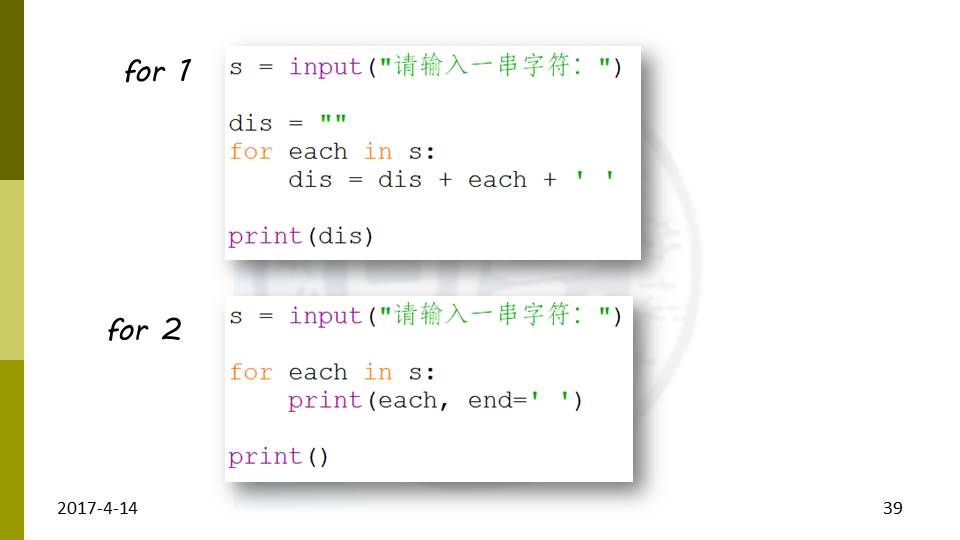 for 1
s = input("请输入一串字符: ")
dis = ""
for each in s:
    dis = dis + each + ' '
print(dis)
for 2
s = input("请输入一串字符: ")
for each in s:
    print(each, end=' ')
print()
2017-4-14
39